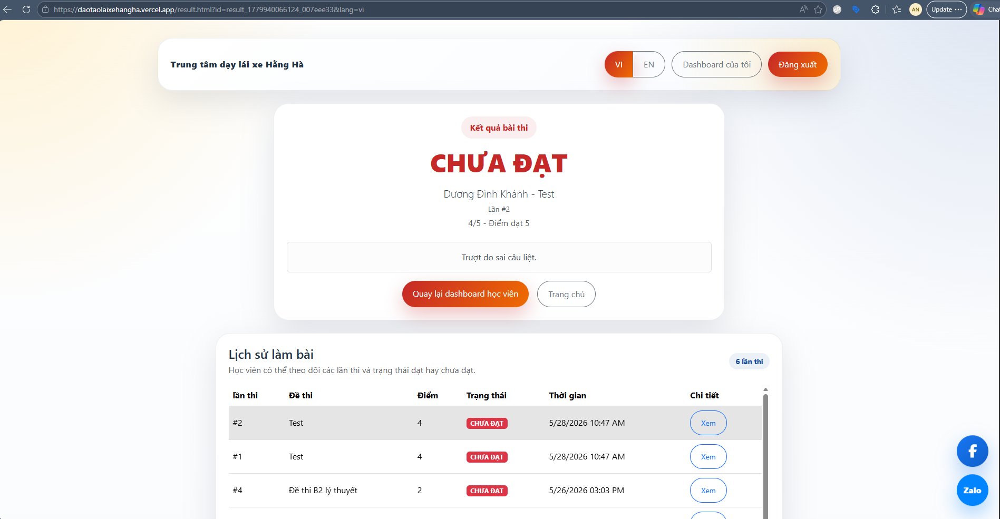 https://daotaolaixehangha.vercel.app/result.html?id=result_1779940066124_007eee33&lang=vi
AN
Update
Trung tâm dạy lái xe Hằng Hà
VI
EN
Dashboard của tôi
Đăng xuất
Kết quả bài thi
CHƯA ĐẠT
Dương Đình Khánh - Test
Lần #2
4/5 - Điểm đạt 5
Trượt do sai câu liệt.
Quay lại dashboard học viên
Trang chủ
Lịch sử làm bài
Học viên có thể theo dõi các lần thi và trạng thái đạt hay chưa đạt.
6 lần thi
lần thi Đề thi Điểm Trạng thái Thời gian Chi tiết
#2 Test 4 CHƯA ĐẠT 5/28/2026 10:47 AM Xem
#1 Test 4 CHƯA ĐẠT 5/28/2026 10:47 AM Xem
#4 Đề thi B2 lý thuyết 2 CHƯA ĐẠT 5/26/2026 03:03 PM Xem
Zalo